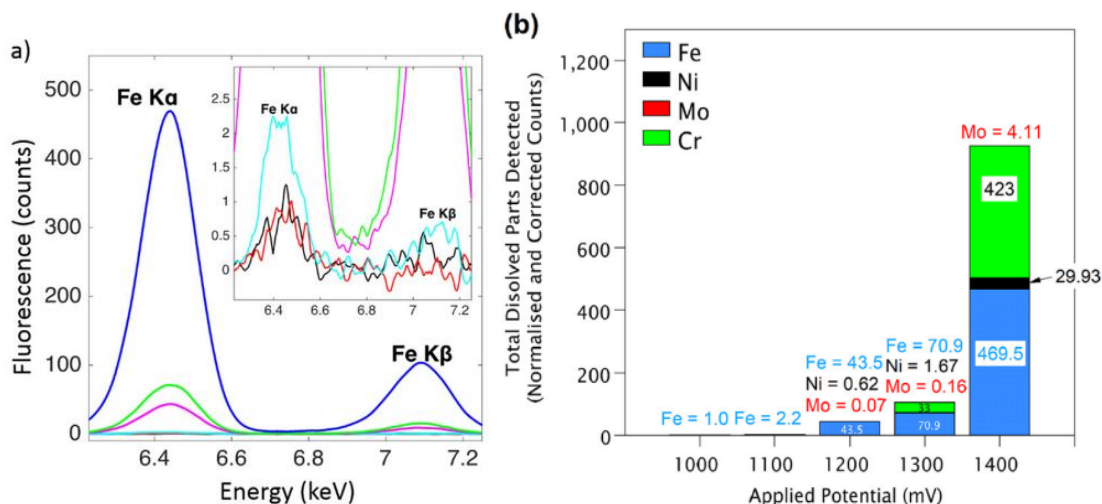 a)
Fluorescence (counts)
500
400
300
200
100
0
Fe Kα
Fe Kβ
6.4
6.6
6.8
7
7.2
Energy (keV)
2.5
2
1.5
1
0.5
0
Fe Kα
Fe Kβ
6.4
6.6
6.8
7
7.2
(b)
Total Disolved Parts Detected
(Normalised and Corrected Counts)
1,200
1,000
800
600
400
200
0
Fe
Ni
Mo
Cr
Fe = 1.0
Fe = 2.2
Fe = 43.5
Ni = 0.62
Mo = 0.07
43.5
Fe = 70.9
Ni = 1.67
Mo = 0.16
33
70.9
Mo = 4.11
423
29.93
469.5
1000
1100
1200
1300
1400
Applied Potential (mV)